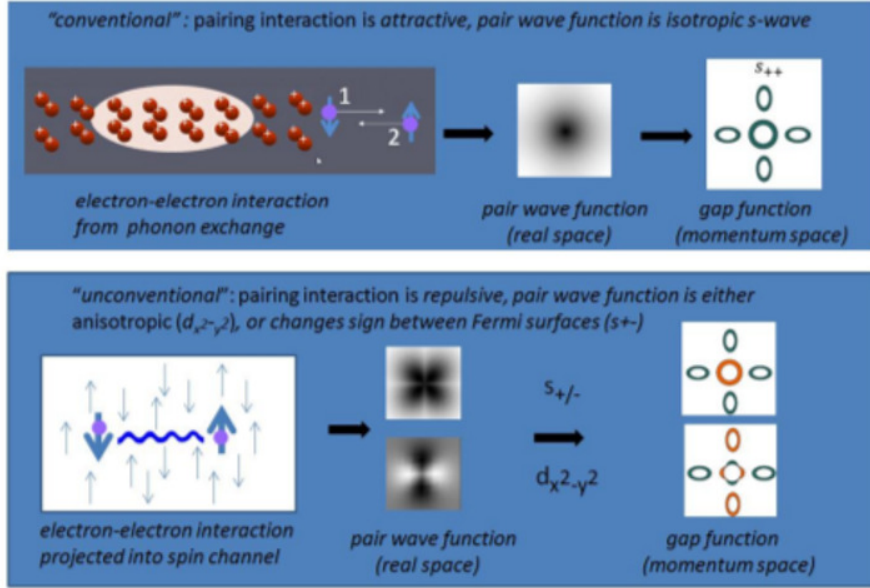 "conventional": pairing interaction is attractive, pair wave function is isotropic s-wave
1
2
s₊₊
electron-electron interaction
from phonon exchange
pair wave function
(real space)
gap function
(momentum space)
"unconventional": pairing interaction is repulsive, pair wave function is either
anisotropic (dx²-y²), or changes sign between Fermi surfaces (s+-)
s+/-
dx²-y²
electron-electron interaction
projected into spin channel
pair wave function
(real space)
gap function
(momentum space)